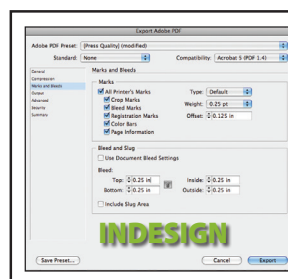 Export Adobe PDF
Adobe PDF Preset: [Press Quality] (modified)
Standard: None Compatibility: Acrobat 5 (PDF 1.4)
General
Compression
Marks and Bleeds
Output
Advanced
Security
Summary
Marks and Bleeds
Marks
All Printer's Marks
Crop Marks
Bleed Marks
Registration Marks
Color Bars
Page Information
Type: Default
Weight: 0.25 pt
Offset: 0.125 in
Bleed and Slug
Use Document Bleed Settings
Bleed:
Top: 0.25 in Inside: 0.25 in
Bottom: 0.25 in Outside: 0.25 in
Include Slug Area
INDESIGN
Save Preset... Cancel Export